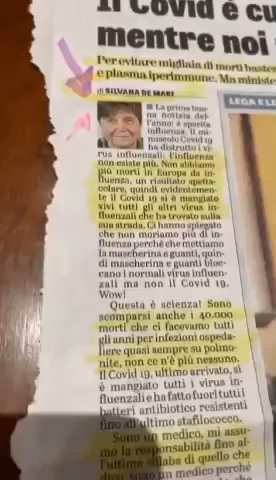 Il Covid è cu
mentre noi
Per evitare migliaia di morti baster
e plasma iperimmune. Ma ministe
di SILVANA DE MARI
LEGA E LE
■ La prima buo-
na notizia del-
l'anno: è sparita
l'influenza. Il mi-
nuscolo Covid 19
ha distrutto i vi-
rus influenzali: l'influenza
non esiste più. Non abbiamo
più morti in Europa da in-
fluenza, un risultato spetta-
colare, quindi evidentemen-
te il Covid 19 si è mangiato
vivi tutti gli altri virus in-
fluenzali che ha trovato sulla
sua strada. Ci hanno spiegato
che non moriamo più di in-
fluenza perché che mettiamo
la mascherina e guanti, quin-
di mascherina e guanti bloc-
cano i normali virus influen-
zali ma non il Covid 19.
Wow!
Questa è scienza! Sono
scomparsi anche i 40.000
morti che ci facevamo tutti
gli anni per infezioni ospeda-
liere quasi sempre su polmo-
nite, non ce n'è più nessuno.
Il Covid 19, ultimo arrivato, si
è mangiato tutti i virus in-
fluenzali e ha fatto fuori tutti i
batteri antibiotico resistenti
fino all'ultimo stafilococco.
Sono un medico, mi assu-
mo la responsabilità fino al-
l'ultima sillaba di quello che
dico, sono un medico perché